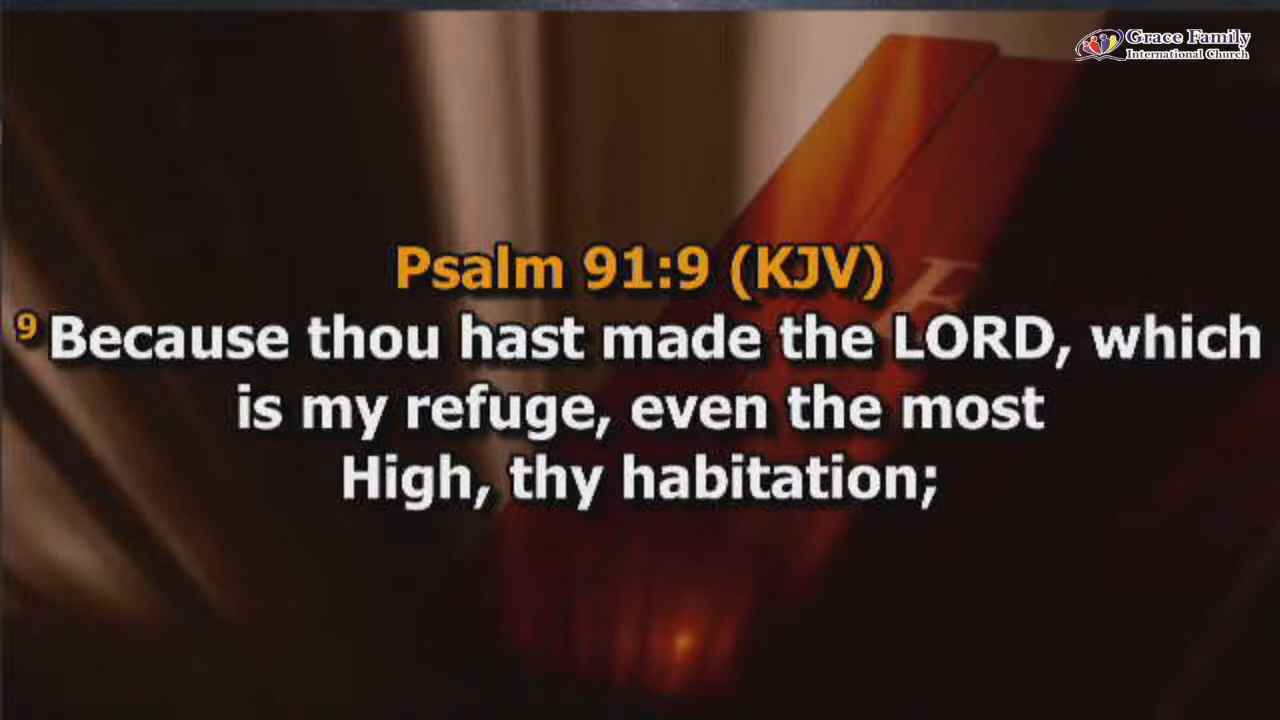 Grace Family
International Church
Psalm 91:9 (KJV)
9 Because thou hast made the LORD, which
is my refuge, even the most
High, thy habitation;